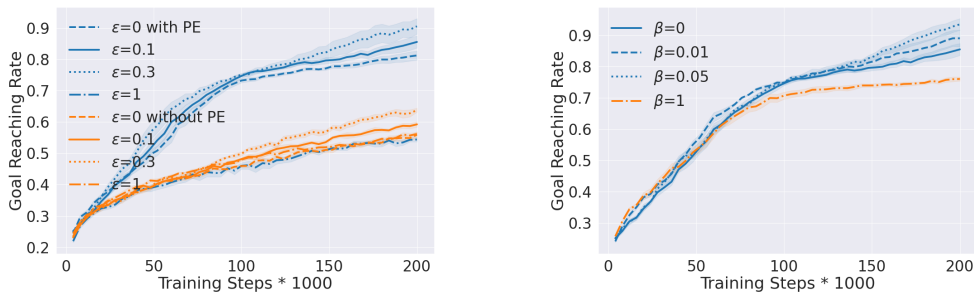 Goal Reaching Rate
0.9
0.8
0.7
0.6
0.5
0.4
0.3
0.2
ε=0 with PE
ε=0.1
ε=0.3
ε=1
ε=0 without PE
ε=0.1
ε=0.3
ε=1
0 50 100 150 200
Training Steps * 1000
Goal Reaching Rate
0.9
0.8
0.7
0.6
0.5
0.4
0.3
β=0
β=0.01
β=0.05
β=1
0 50 100 150 200
Training Steps * 1000